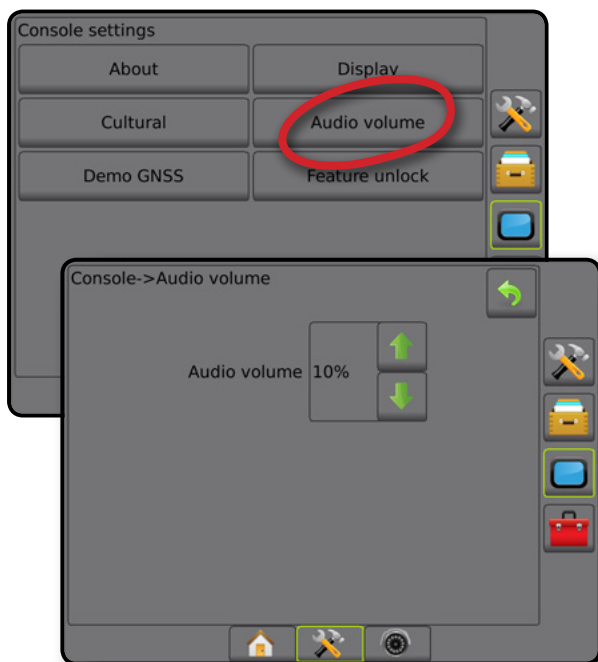 Console settings
About Display
Cultural Audio volume
Demo GNSS Feature unlock
Console->Audio volume
Audio volume 10%